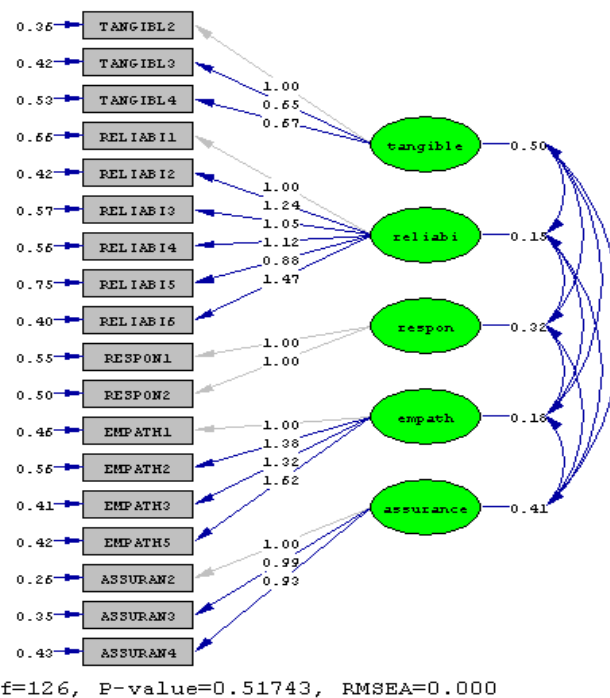 0.36 TANGIBL2
0.42 TANGIBL3
0.53 TANGIBL4
0.66 RELIABI1
0.42 RELIABI2
0.57 RELIABI3
0.56 RELIABI4
0.75 RELIABI5
0.40 RELIABI6
0.55 RESPON1
0.50 RESPON2
0.46 EMPATH1
0.56 EMPATH2
0.41 EMPATH3
0.42 EMPATH5
0.26 ASSURAN2
0.35 ASSURAN3
0.43 ASSURAN4
1.00
0.65
0.67
1.00
1.24
1.05
1.12
0.88
1.47
1.00
1.00
1.00
1.38
1.32
1.62
1.00
0.99
0.93
tangible 0.50
reliabi 0.15
respon 0.32
empath 0.18
assurance 0.41
f=126, P-value=0.51743, RMSEA=0.000